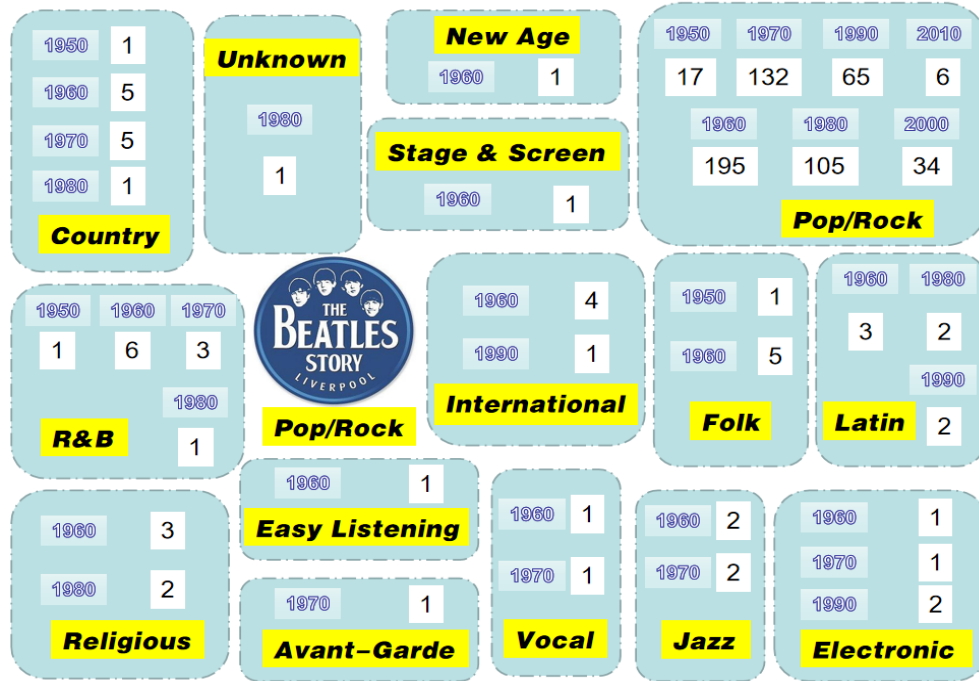 1950 1
1960 5
1970 5
1980 1
Country
Unknown
1980
1
New Age
1960 1
Stage & Screen
1960 1
1950 1970 1990 2010
17 132 65 6
1960 1980 2000
195 105 34
Pop/Rock
1950 1960 1970
1 6 3
1980
R&B 1
THE
BEATLES
STORY
LIVERPOOL
Pop/Rock
1960 4
1990 1
International
1950 1
1960 5
Folk
1960 1980
3 2
1990
Latin 2
1960 3
1980 2
Religious
1960 1
Easy Listening
1970 1
Avant-Garde
1960 1
1970 1
Vocal
1960 2
1970 2
Jazz
1960 1
1970 1
1990 2
Electronic